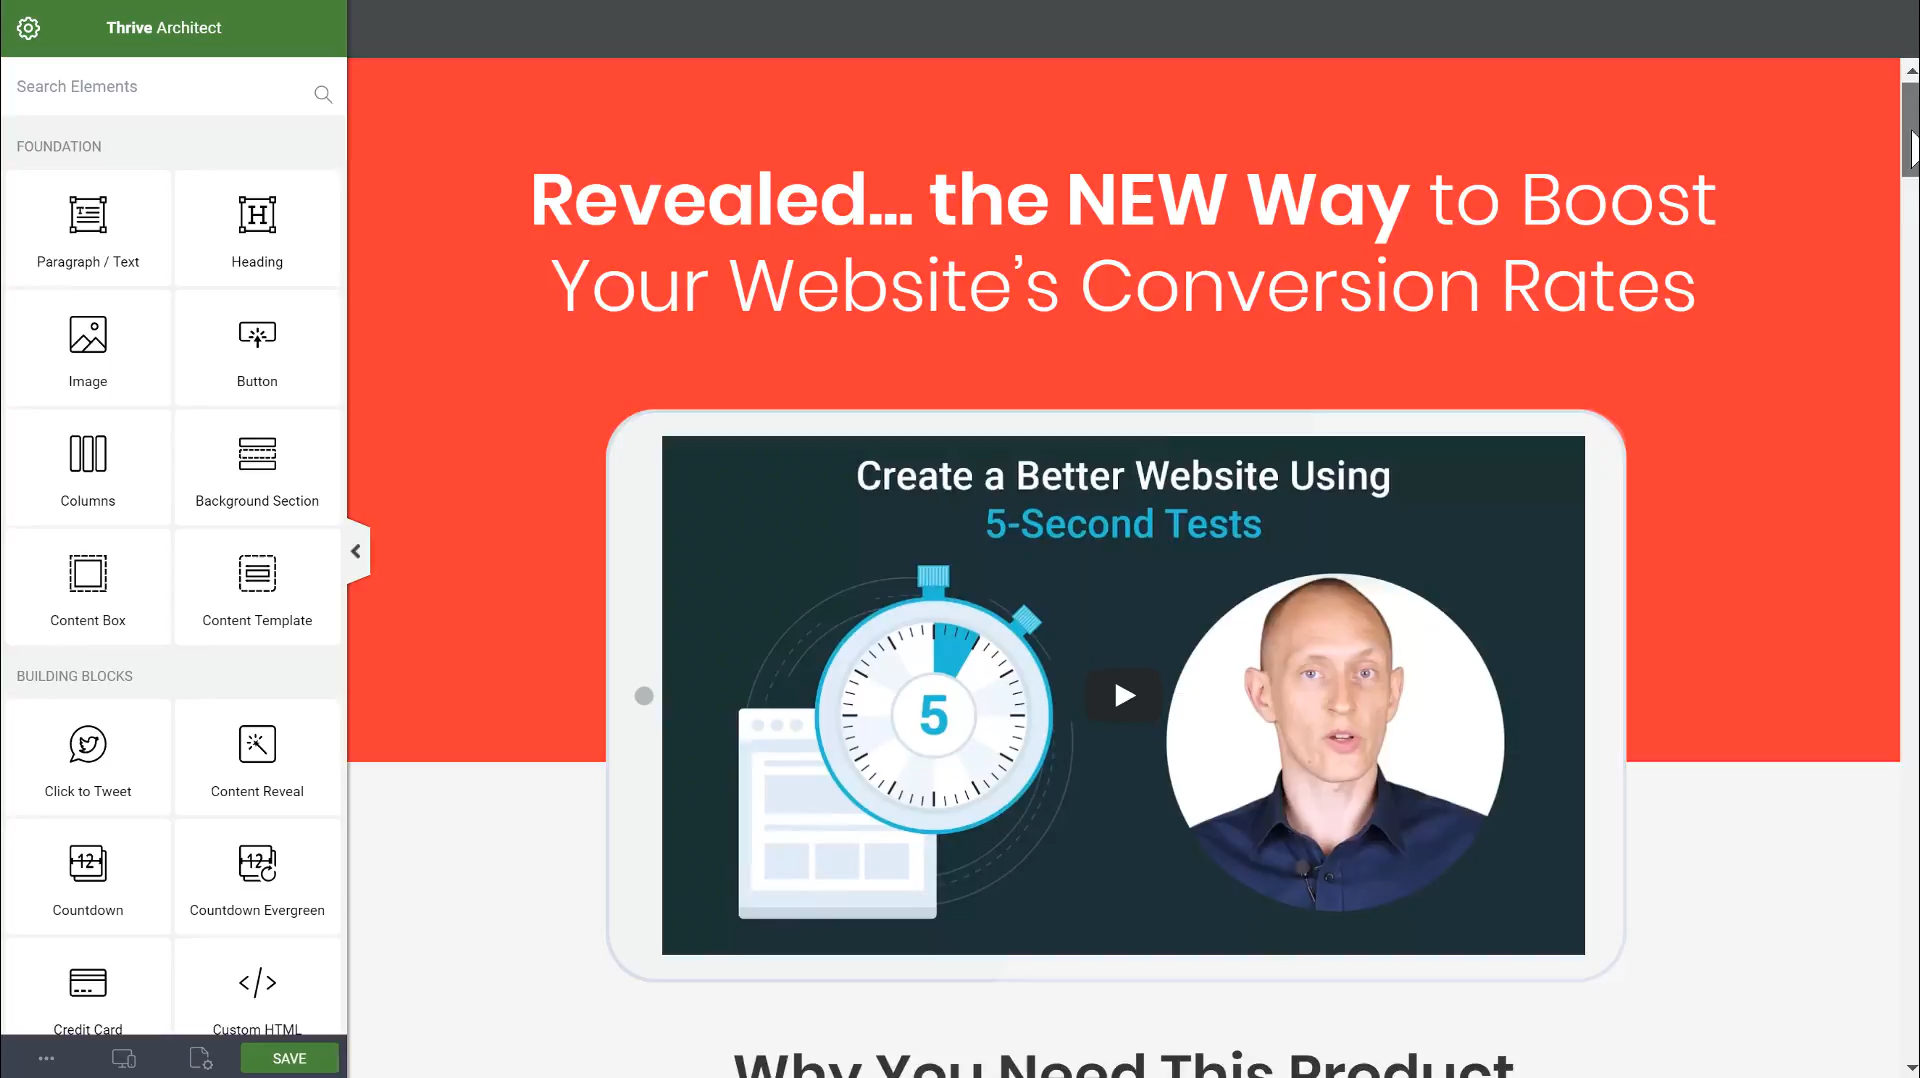 Thrive Architect
Search Elements
FOUNDATION
Paragraph / Text
Heading
Image
Button
Columns
Background Section
Content Box
Content Template
BUILDING BLOCKS
Click to Tweet
Content Reveal
12
Countdown
12
Countdown Evergreen
Credit Card
Custom HTML
SAVE
Revealed... the NEW Way to Boost
Your Website’s Conversion Rates
Create a Better Website Using
5-Second Tests
5
Why You Need This Product